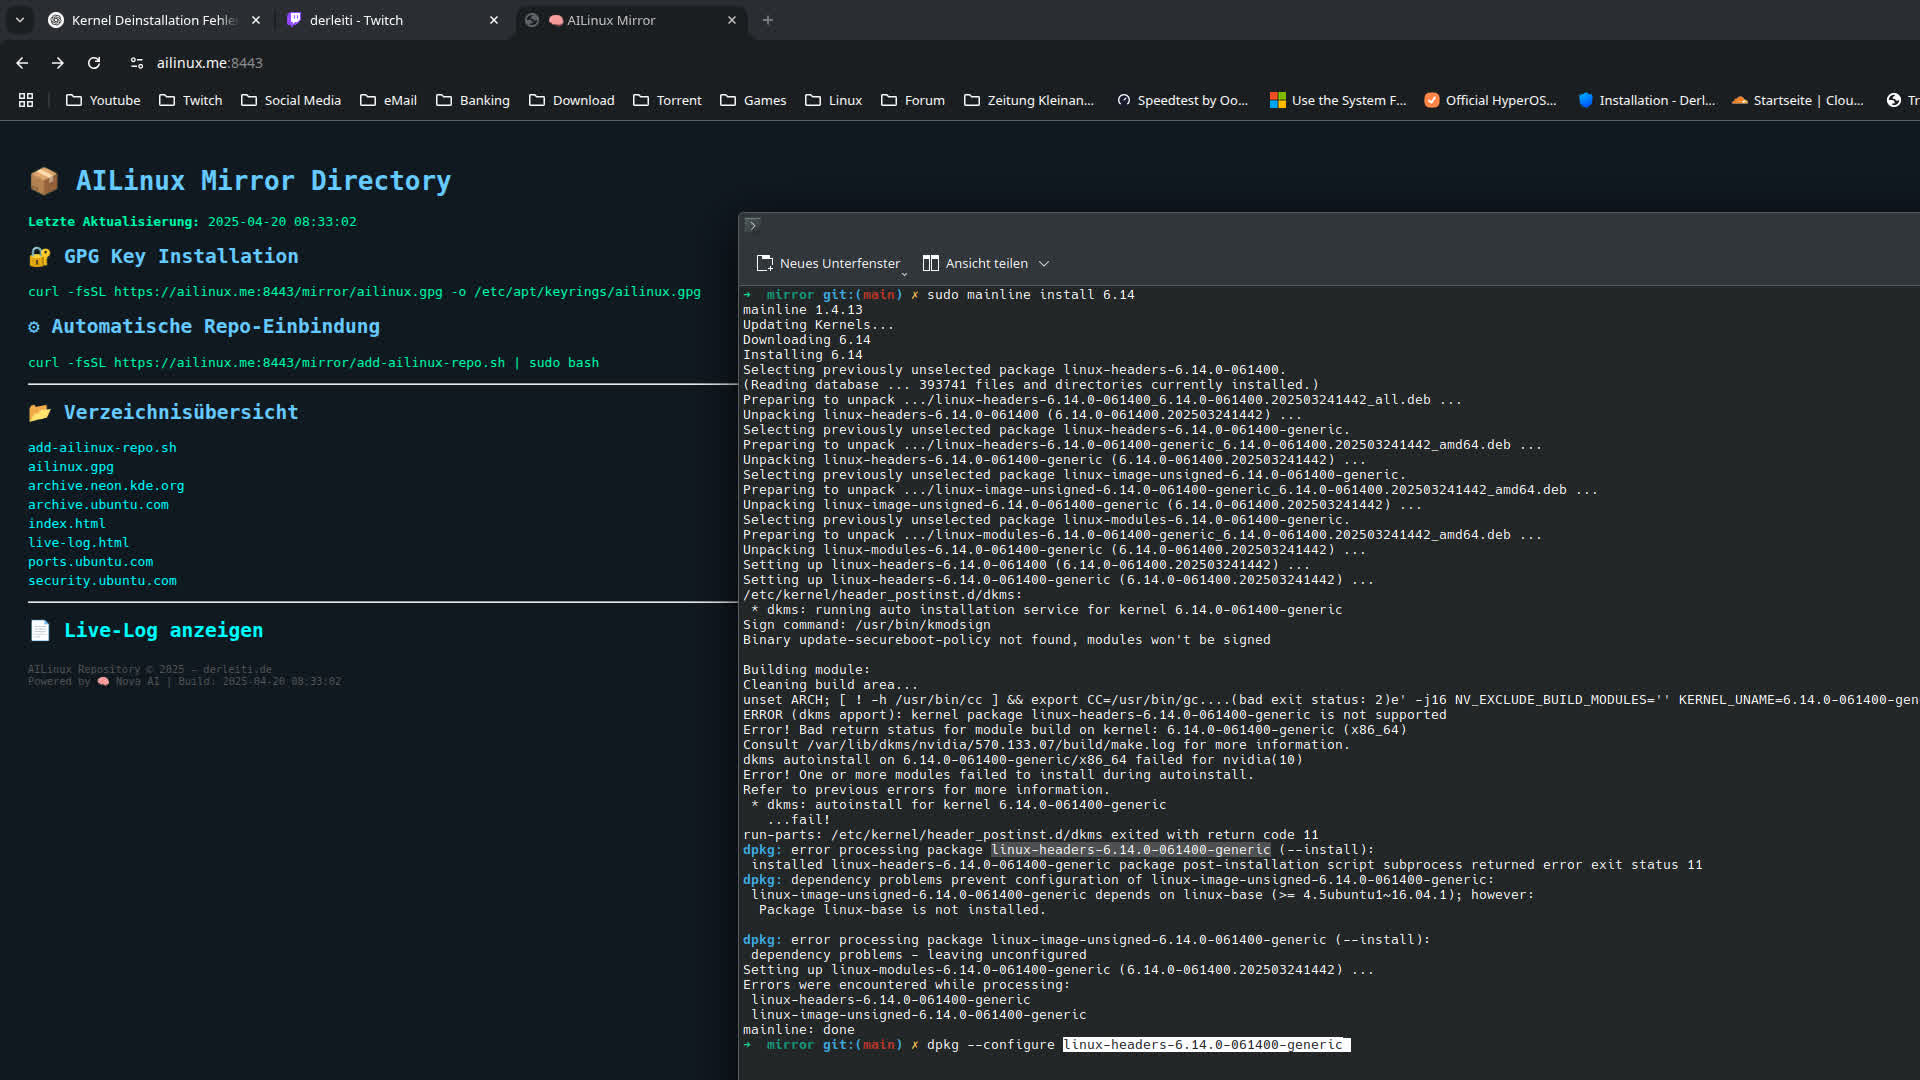 Kernel Deinstallation Fehle
derleiti - Twitch
AILinux Mirror
ailinux.me:8443
Youtube
Twitch
Social Media
eMail
Banking
Download
Torrent
Games
Linux
Forum
Zeitung Kleinan...
Speedtest by Oo...
Use the System F...
Official HyperOS...
Installation - Derl...
Startseite | Clou...
Tr
AILinux Mirror Directory
Letzte Aktualisierung: 2025-04-20 08:33:02
GPG Key Installation
curl -fsSL https://ailinux.me:8443/mirror/ailinux.gpg -o /etc/apt/keyrings/ailinux.gpg
Automatische Repo-Einbindung
curl -fsSL https://ailinux.me:8443/mirror/add-ailinux-repo.sh | sudo bash
Verzeichnisübersicht
add-ailinux-repo.sh
ailinux.gpg
archive.neon.kde.org
archive.ubuntu.com
index.html
live-log.html
ports.ubuntu.com
security.ubuntu.com
Live-Log anzeigen
AILinux Repository © 2025 – derleiti.de
Powered by 🧠 Nova AI | Build: 2025-04-20 08:33:02
Neues Unterfenster
Ansicht teilen
➜  mirror git:(main) ✗ sudo mainline install 6.14
mainline 1.4.13
Updating Kernels...
Downloading 6.14
Installing 6.14
Selecting previously unselected package linux-headers-6.14.0-061400.
(Reading database ... 393741 files and directories currently installed.)
Preparing to unpack .../linux-headers-6.14.0-061400_6.14.0-061400.202503241442_all.deb ...
Unpacking linux-headers-6.14.0-061400 (6.14.0-061400.202503241442) ...
Selecting previously unselected package linux-headers-6.14.0-061400-generic.
Preparing to unpack .../linux-headers-6.14.0-061400-generic_6.14.0-061400.202503241442_amd64.deb ...
Unpacking linux-headers-6.14.0-061400-generic (6.14.0-061400.202503241442) ...
Selecting previously unselected package linux-image-unsigned-6.14.0-061400-generic.
Preparing to unpack .../linux-image-unsigned-6.14.0-061400-generic_6.14.0-061400.202503241442_amd64.deb ...
Unpacking linux-image-unsigned-6.14.0-061400-generic (6.14.0-061400.202503241442) ...
Selecting previously unselected package linux-modules-6.14.0-061400-generic.
Preparing to unpack .../linux-modules-6.14.0-061400-generic_6.14.0-061400.202503241442_amd64.deb ...
Unpacking linux-modules-6.14.0-061400-generic (6.14.0-061400.202503241442) ...
Setting up linux-headers-6.14.0-061400 (6.14.0-061400.202503241442) ...
Setting up linux-headers-6.14.0-061400-generic (6.14.0-061400.202503241442) ...
/etc/kernel/header_postinst.d/dkms:
 * dkms: running auto installation service for kernel 6.14.0-061400-generic
Sign command: /usr/bin/kmodsign
Binary update-secureboot-policy not found, modules won't be signed
Building module:
Cleaning build area...
unset ARCH; [ ! -h /usr/bin/cc ] && export CC=/usr/bin/gc....(bad exit status: 2)e' -j16 NV_EXCLUDE_BUILD_MODULES='' KERNEL_UNAME=6.14.0-061400-gen
ERROR (dkms apport): kernel package linux-headers-6.14.0-061400-generic is not supported
Error! Bad return status for module build on kernel: 6.14.0-061400-generic (x86_64)
Consult /var/lib/dkms/nvidia/570.133.07/build/make.log for more information.
dkms autoinstall on 6.14.0-061400-generic/x86_64 failed for nvidia(10)
Error! One or more modules failed to install during autoinstall.
Refer to previous errors for more information.
 * dkms: autoinstall for kernel 6.14.0-061400-generic
   ...fail!
run-parts: /etc/kernel/header_postinst.d/dkms exited with return code 11
dpkg: error processing package linux-headers-6.14.0-061400-generic (--install):
 installed linux-headers-6.14.0-061400-generic package post-installation script subprocess returned error exit status 11
dpkg: dependency problems prevent configuration of linux-image-unsigned-6.14.0-061400-generic:
 linux-image-unsigned-6.14.0-061400-generic depends on linux-base (>= 4.5ubuntu1~16.04.1); however:
  Package linux-base is not installed.
dpkg: error processing package linux-image-unsigned-6.14.0-061400-generic (--install):
 dependency problems - leaving unconfigured
Setting up linux-modules-6.14.0-061400-generic (6.14.0-061400.202503241442) ...
Errors were encountered while processing:
 linux-headers-6.14.0-061400-generic
 linux-image-unsigned-6.14.0-061400-generic
mainline: done
➜  mirror git:(main) ✗ dpkg --configure linux-headers-6.14.0-061400-generic